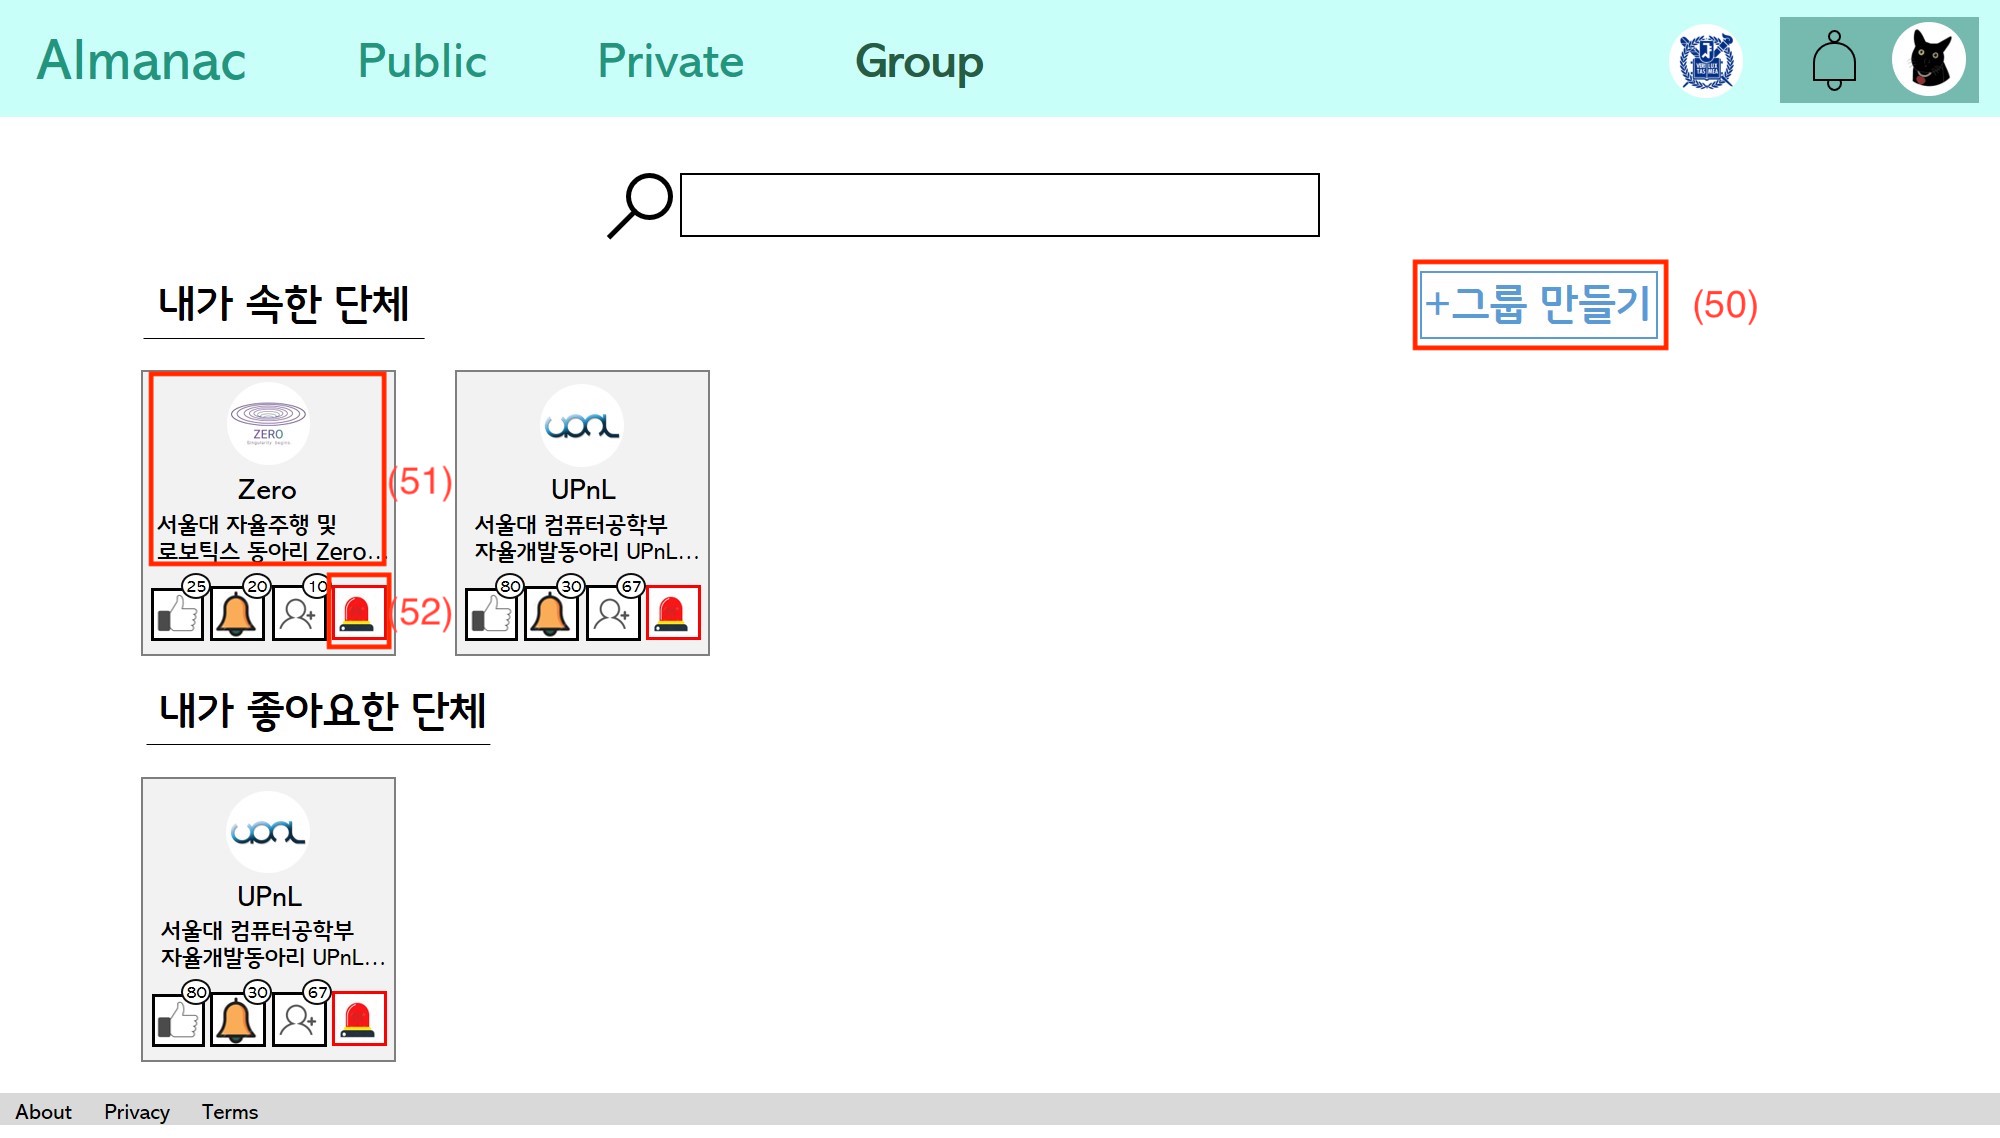 Almanac Public Private Group
내가 속한 단체
+그룹 만들기 (50)
ZERO
Singularity begins
Zero
서울대 자율주행 및
로보틱스 동아리 Zero...
(51)
25 20 10
(52)
upnl
UPnL
서울대 컴퓨터공학부
자율개발동아리 UPnL...
80 30 67
내가 좋아요한 단체
upnl
UPnL
서울대 컴퓨터공학부
자율개발동아리 UPnL...
80 30 67
About Privacy Terms